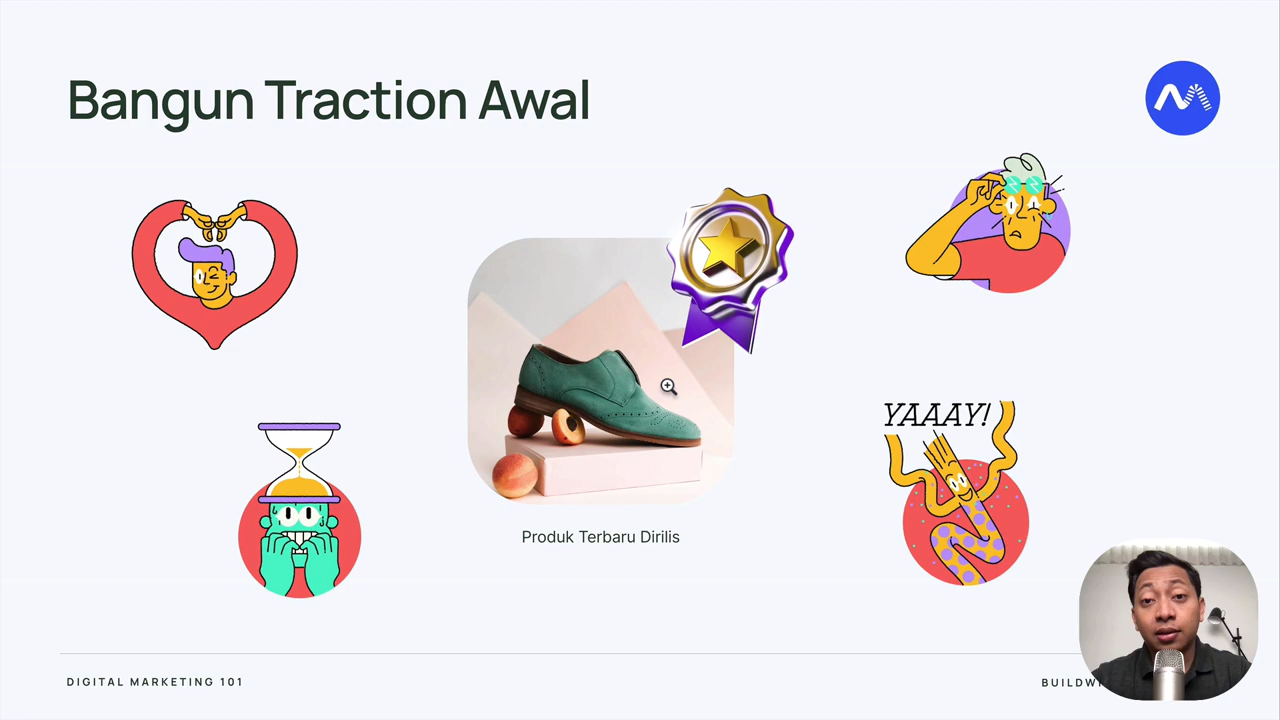 Bangun Traction Awal
YAAAY!
Produk Terbaru Dirilis
DIGITAL MARKETING 101